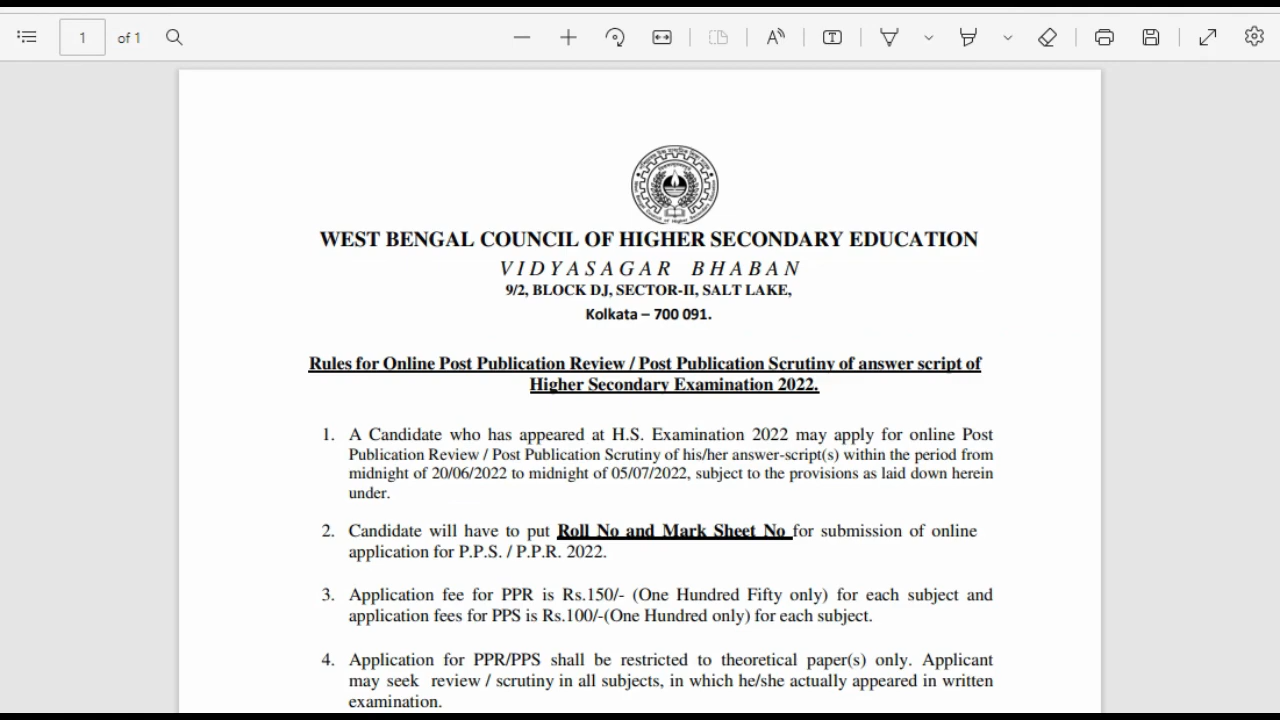 1 of 1
WEST BENGAL COUNCIL OF HIGHER SECONDARY EDUCATION
VIDYASAGAR BHABAN
9/2, BLOCK DJ, SECTOR-II, SALT LAKE,
Kolkata – 700 091.
Rules for Online Post Publication Review / Post Publication Scrutiny of answer script of
Higher Secondary Examination 2022.
1. A Candidate who has appeared at H.S. Examination 2022 may apply for online Post
Publication Review / Post Publication Scrutiny of his/her answer-script(s) within the period from
midnight of 20/06/2022 to midnight of 05/07/2022, subject to the provisions as laid down herein
under.
2. Candidate will have to put Roll No and Mark Sheet No for submission of online
application for P.P.S. / P.P.R. 2022.
3. Application fee for PPR is Rs.150/- (One Hundred Fifty only) for each subject and
application fees for PPS is Rs.100/-(One Hundred only) for each subject.
4. Application for PPR/PPS shall be restricted to theoretical paper(s) only. Applicant
may seek review / scrutiny in all subjects, in which he/she actually appeared in written
examination.